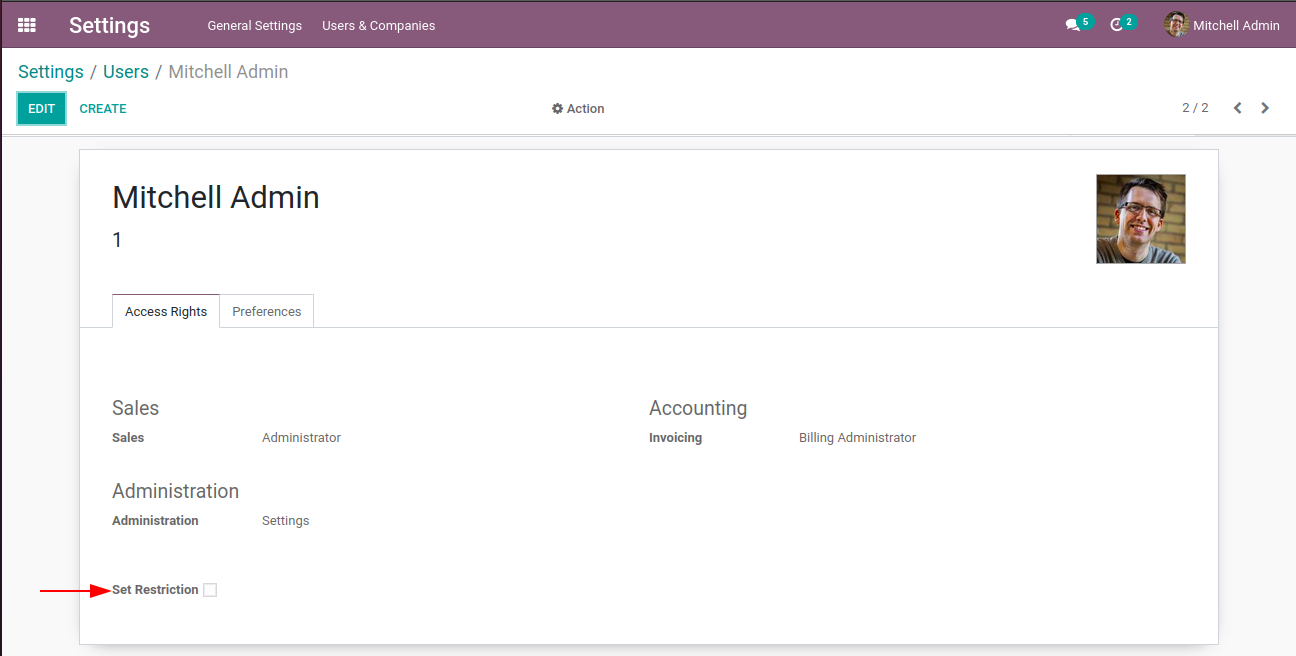 Settings General Settings Users & Companies 5 2 Mitchell Admin
Settings / Users / Mitchell Admin
EDIT CREATE Action 2 / 2
Mitchell Admin
1
Access Rights Preferences
Sales Accounting
Sales Administrator Invoicing Billing Administrator
Administration
Administration Settings
Set Restriction